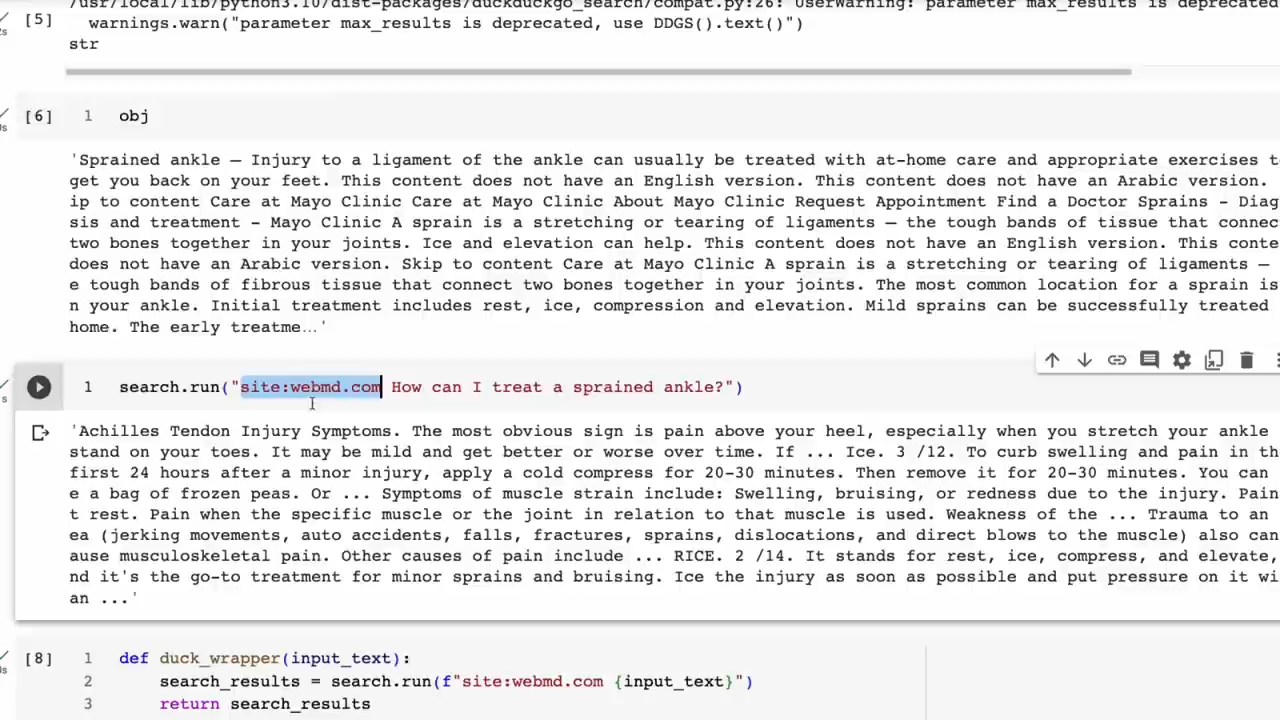 /usr/local/lib/python3.10/dist-packages/duckduckgo_search/compat.py:26: UserWarning: parameter max_results is deprecated
[5]
warnings.warn("parameter max_results is deprecated, use DDGS().text()")
str
[6] 1 obj
'Sprained ankle — Injury to a ligament of the ankle can usually be treated with at-home care and appropriate exercises t
get you back on your feet. This content does not have an English version. This content does not have an Arabic version.
ip to content Care at Mayo Clinic Care at Mayo Clinic About Mayo Clinic Request Appointment Find a Doctor Sprains - Diag
sis and treatment - Mayo Clinic A sprain is a stretching or tearing of ligaments — the tough bands of tissue that connec
two bones together in your joints. Ice and elevation can help. This content does not have an English version. This conte
does not have an Arabic version. Skip to content Care at Mayo Clinic A sprain is a stretching or tearing of ligaments —
e tough bands of fibrous tissue that connect two bones together in your joints. The most common location for a sprain is
n your ankle. Initial treatment includes rest, ice, compression and elevation. Mild sprains can be successfully treated
home. The early treatme…'
1 search.run("site:webmd.com How can I treat a sprained ankle?")
'Achilles Tendon Injury Symptoms. The most obvious sign is pain above your heel, especially when you stretch your ankle
stand on your toes. It may be mild and get better or worse over time. If ... Ice. 3 /12. To curb swelling and pain in th
first 24 hours after a minor injury, apply a cold compress for 20-30 minutes. Then remove it for 20-30 minutes. You can
e a bag of frozen peas. Or ... Symptoms of muscle strain include: Swelling, bruising, or redness due to the injury. Pain
t rest. Pain when the specific muscle or the joint in relation to that muscle is used. Weakness of the ... Trauma to an
ea (jerking movements, auto accidents, falls, fractures, sprains, dislocations, and direct blows to the muscle) also can
ause musculoskeletal pain. Other causes of pain include ... RICE. 2 /14. It stands for rest, ice, compress, and elevate,
nd it's the go-to treatment for minor sprains and bruising. Ice the injury as soon as possible and put pressure on it wi
an ...'
[8] 1 def duck_wrapper(input_text):
2 search_results = search.run(f"site:webmd.com {input_text}")
3 return search_results